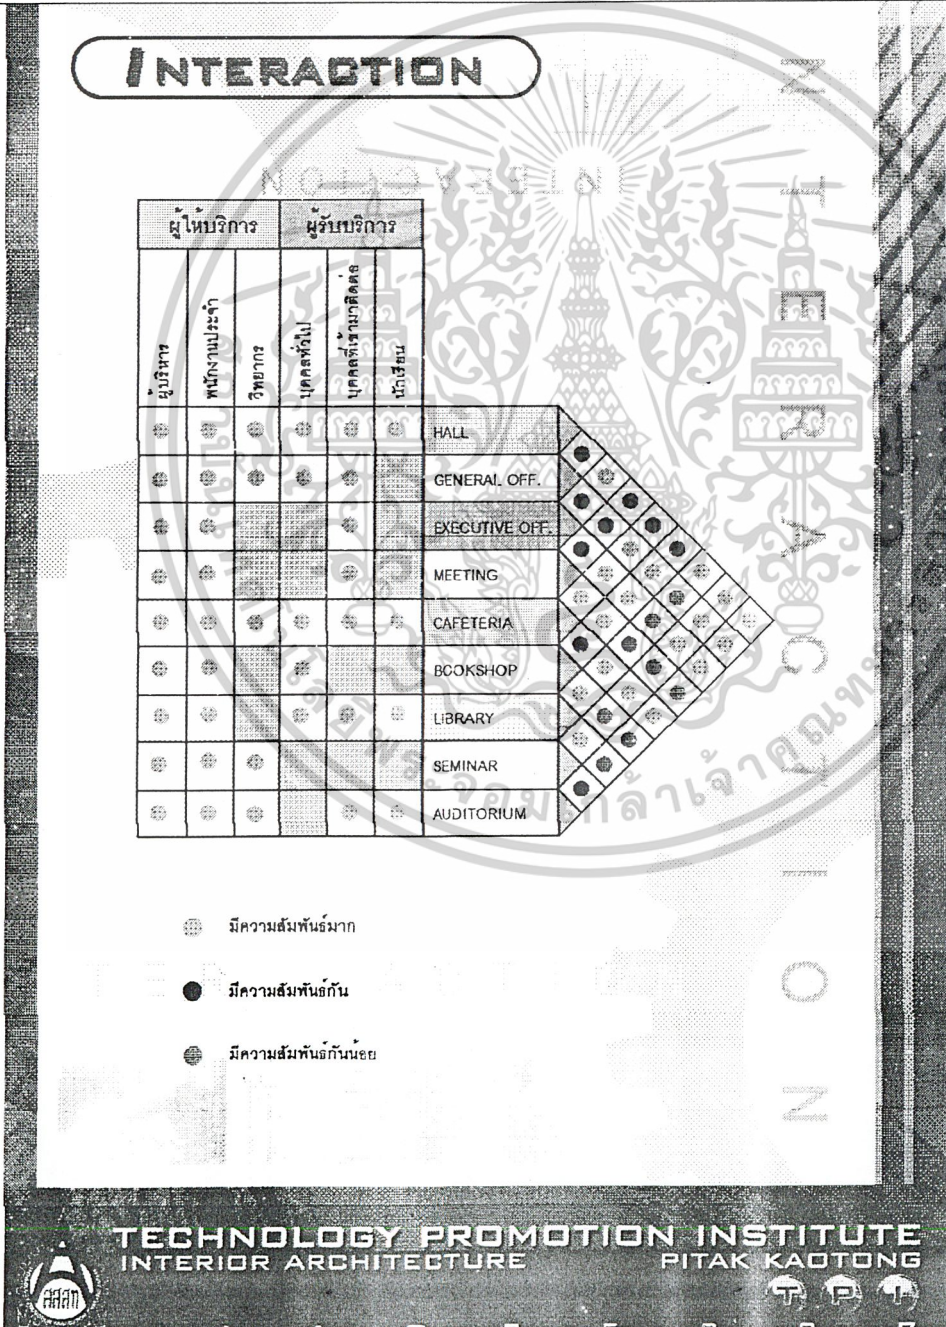 INTERACTION
INTERACTION
ผู้ให้บริการ ผู้รับบริการ
ผู้บริหาร
พนักงานประจำ
วิทยากร
บุคคลทั่วไป
บุคคลที่เข้ามาติดต่อ
นักเรียน
HALL
GENERAL OFF.
EXECUTIVE OFF.
MEETING
CAFETERIA
BOOKSHOP
LIBRARY
SEMINAR
AUDITORIUM
มีความสัมพันธ์มาก
มีความสัมพันธ์กัน
มีความสัมพันธ์กันน้อย
INTERACTION
TECHNOLOGY PROMOTION INSTITUTE
INTERIOR ARCHITECTURE PITAK KAOTONG
T P I